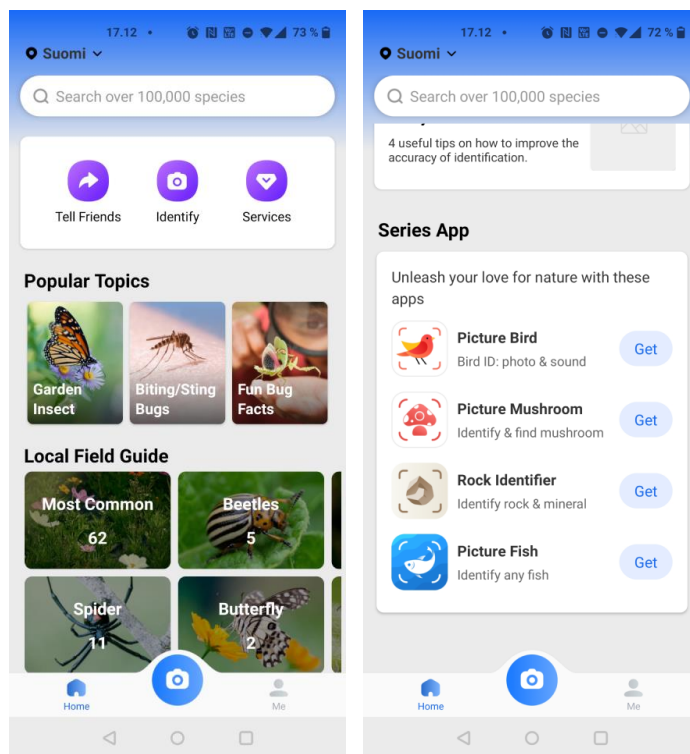 17.12
73 %
Suomi
Search over 100,000 species
Tell Friends
Identify
Services
Popular Topics
Garden
Insect
Biting/Sting
Bugs
Fun Bug
Facts
Local Field Guide
Most Common
62
Beetles
5
Spider
11
Butterfly
2
Home
Me
17.12
72 %
Suomi
Search over 100,000 species
4 useful tips on how to improve the
accuracy of identification.
Series App
Unleash your love for nature with these
apps
Picture Bird
Bird ID: photo & sound
Get
Picture Mushroom
Identify & find mushroom
Get
Rock Identifier
Identify rock & mineral
Get
Picture Fish
Identify any fish
Get
Home
Me